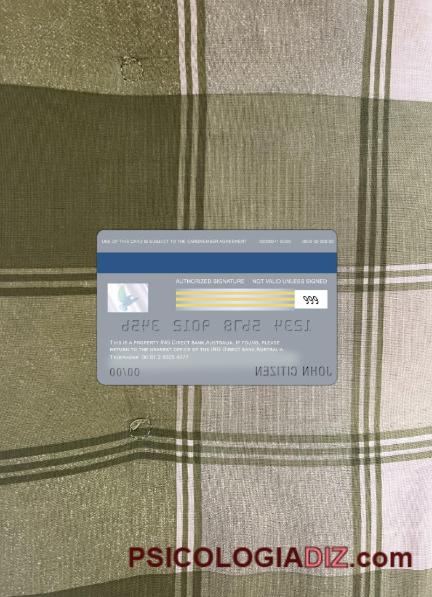 USE OF THIS CARD IS SUBJECT TO THE CARDMEMBER AGREEMENT
AUTHORIZED SIGNATURE NOT VALID UNLESS SIGNED
999
THIS IS A PROPERTY ING DIRECT BANK AUSTRALIA. IF FOUND, PLEASE
RETURN TO THE NEAREST OFFICE OF THE ING DIRECT BANK AUSTRALIA.
TELEPHONE:
00/00 JOHN CITIZEN
PSICOLOGIADIZ.com